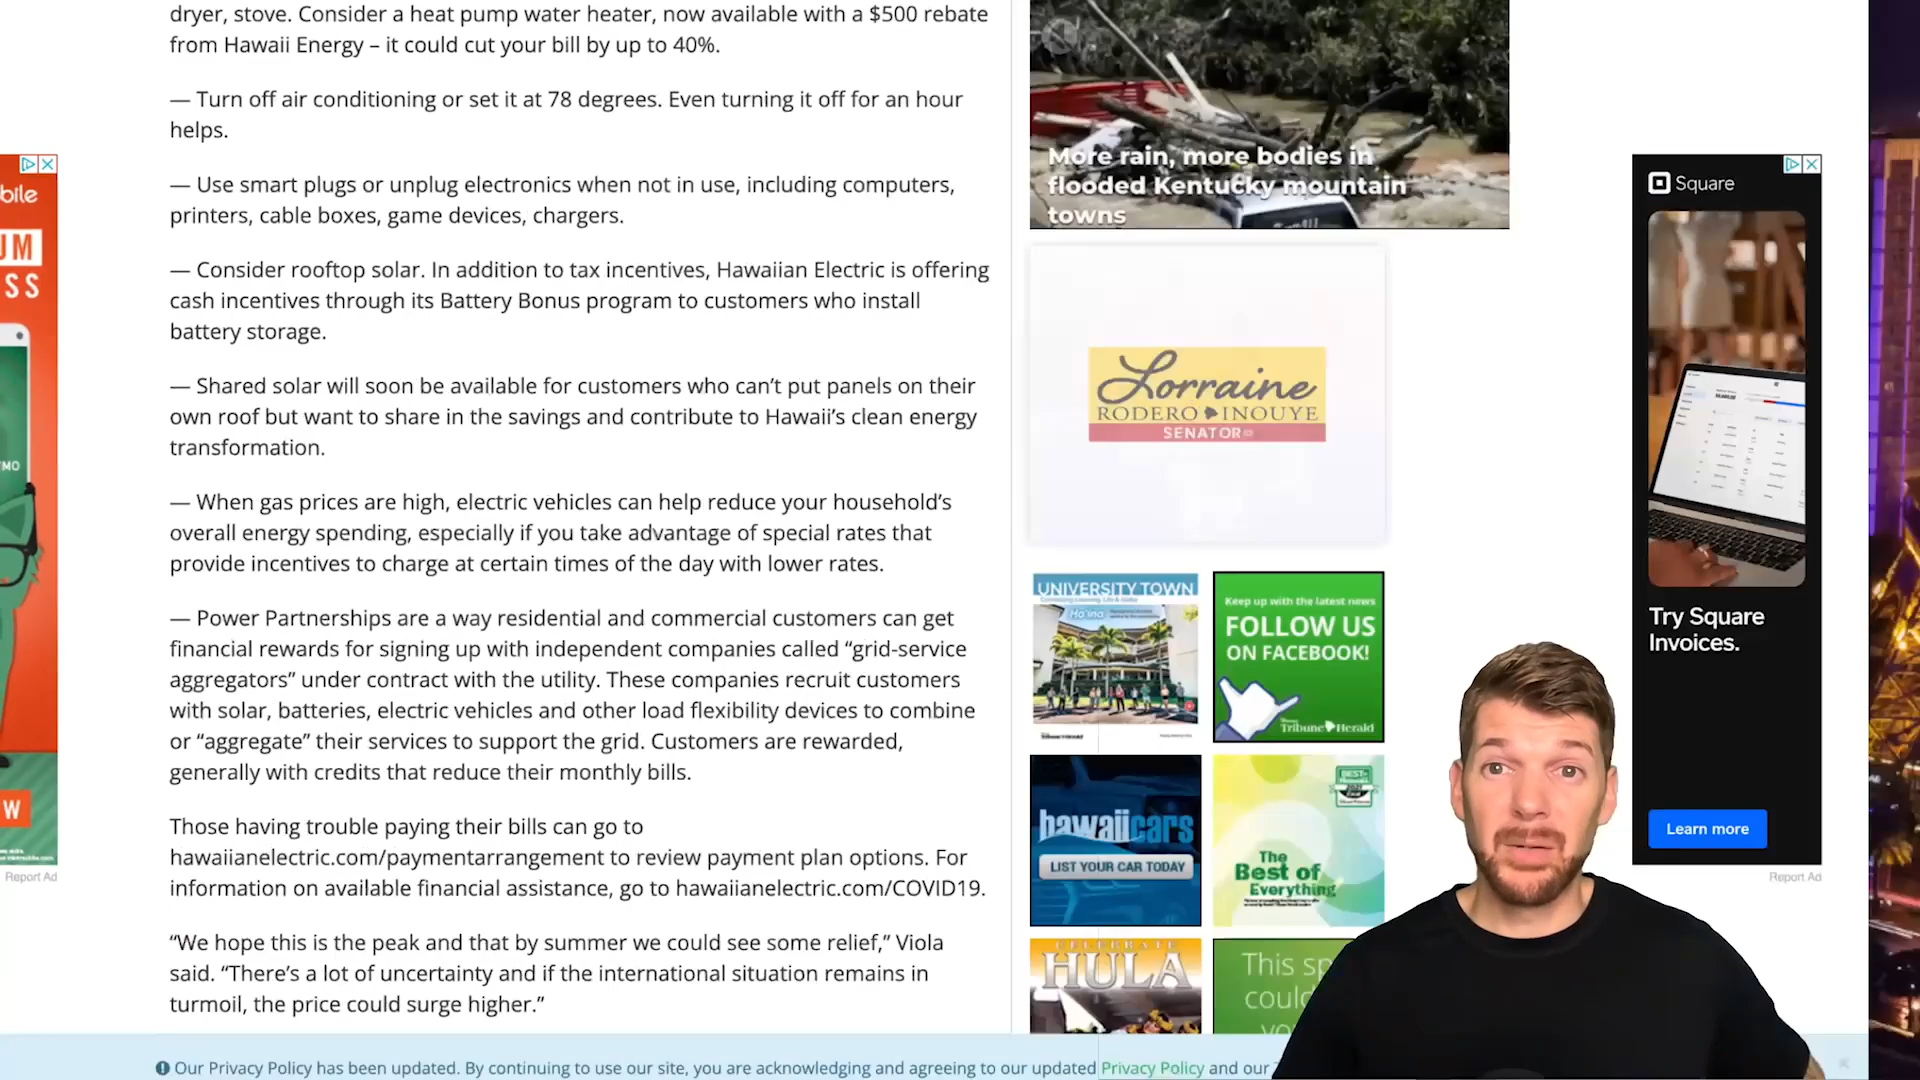 dryer, stove. Consider a heat pump water heater, now available with a $500 rebate
from Hawaii Energy – it could cut your bill by up to 40%.
— Turn off air conditioning or set it at 78 degrees. Even turning it off for an hour
helps.
— Use smart plugs or unplug electronics when not in use, including computers,
printers, cable boxes, game devices, chargers.
— Consider rooftop solar. In addition to tax incentives, Hawaiian Electric is offering
cash incentives through its Battery Bonus program to customers who install
battery storage.
— Shared solar will soon be available for customers who can’t put panels on their
own roof but want to share in the savings and contribute to Hawaii’s clean energy
transformation.
— When gas prices are high, electric vehicles can help reduce your household’s
overall energy spending, especially if you take advantage of special rates that
provide incentives to charge at certain times of the day with lower rates.
— Power Partnerships are a way residential and commercial customers can get
financial rewards for signing up with independent companies called “grid-service
aggregators” under contract with the utility. These companies recruit customers
with solar, batteries, electric vehicles and other load flexibility devices to combine
or “aggregate” their services to support the grid. Customers are rewarded,
generally with credits that reduce their monthly bills.
Those having trouble paying their bills can go to
hawaiianelectric.com/paymentarrangement to review payment plan options. For
information on available financial assistance, go to hawaiianelectric.com/COVID19.
“We hope this is the peak and that by summer we could see some relief,” Viola
said. “There’s a lot of uncertainty and if the international situation remains in
turmoil, the price could surge higher.”
Our Privacy Policy has been updated. By continuing to use our site, you are acknowledging and agreeing to our updated Privacy Policy and our
bile
UM
SS
MO
W
Report Ad
More rain, more bodies in
flooded Kentucky mountain
towns
Lorraine
RODERO INOUYE
SENATOR
UNIVERSITY TOWN
Keep up with the latest news
FOLLOW US
ON FACEBOOK!
Tribune Herald
hawaiicars
LIST YOUR CAR TODAY
The
Best of
Everything
CELEBRATE
HULA
This sp
could
yo
Square
Try Square
Invoices.
Learn more
Report Ad